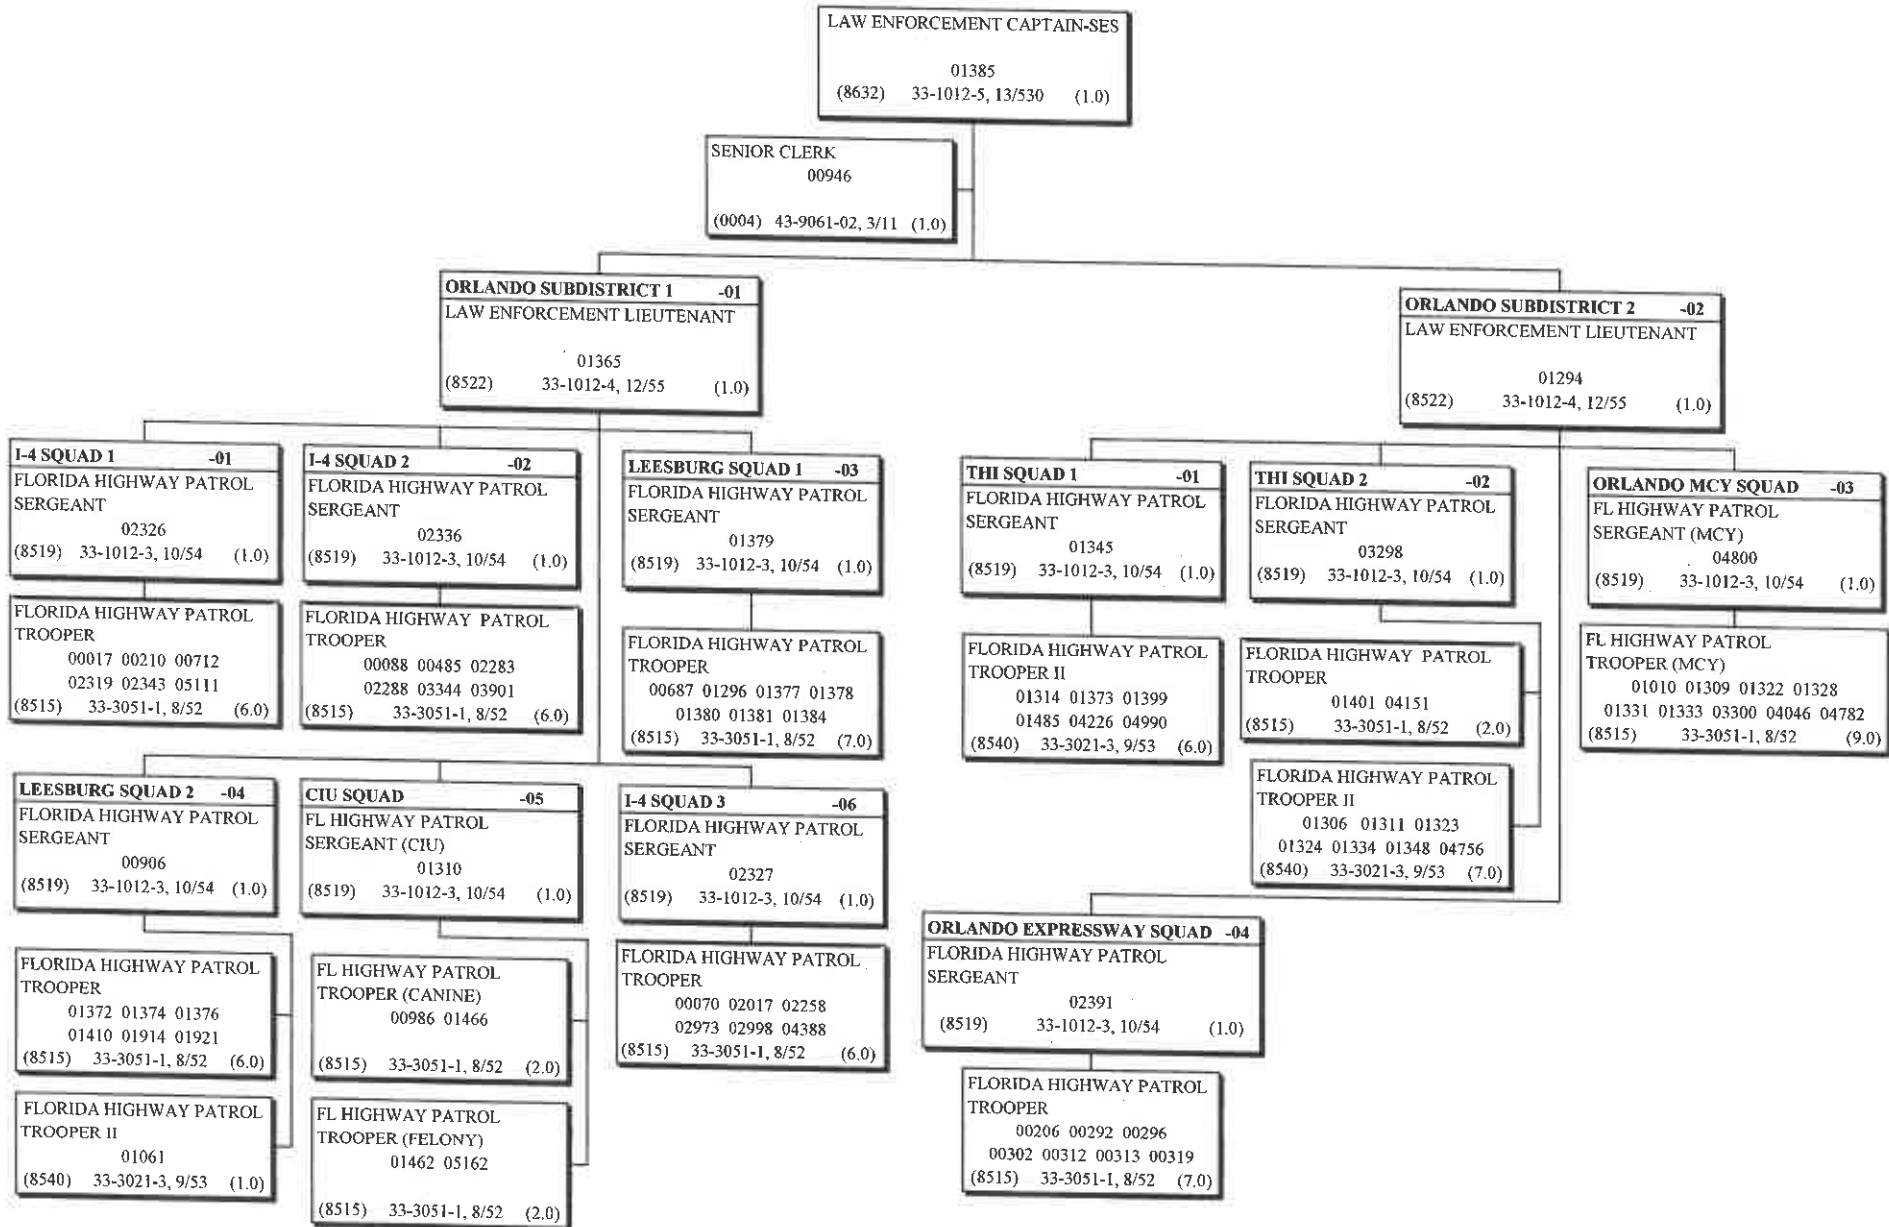 LAW ENFORCEMENT CAPTAIN-SES
01385
(8632) 33-1012-5, 13/530 (1.0)
SENIOR CLERK
00946
(0004) 43-9061-02, 3/11 (1.0)
ORLANDO SUBDISTRICT 1 -01
LAW ENFORCEMENT LIEUTENANT
01365
(8522) 33-1012-4, 12/55 (1.0)
ORLANDO SUBDISTRICT 2 -02
LAW ENFORCEMENT LIEUTENANT
01294
(8522) 33-1012-4, 12/55 (1.0)
I-4 SQUAD 1 -01
FLORIDA HIGHWAY PATROL
SERGEANT
02326
(8519) 33-1012-3, 10/54 (1.0)
FLORIDA HIGHWAY PATROL
TROOPER
00017 00210 00712
02319 02343 05111
(8515) 33-3051-1, 8/52 (6.0)
I-4 SQUAD 2 -02
FLORIDA HIGHWAY PATROL
SERGEANT
02336
(8519) 33-1012-3, 10/54 (1.0)
FLORIDA HIGHWAY PATROL
TROOPER
00088 00485 02283
02288 03344 03901
(8515) 33-3051-1, 8/52 (6.0)
LEESBURG SQUAD 1 -03
FLORIDA HIGHWAY PATROL
SERGEANT
01379
(8519) 33-1012-3, 10/54 (1.0)
FLORIDA HIGHWAY PATROL
TROOPER
00687 01296 01377 01378
01380 01381 01384
(8515) 33-3051-1, 8/52 (7.0)
THI SQUAD 1 -01
FLORIDA HIGHWAY PATROL
SERGEANT
01345
(8519) 33-1012-3, 10/54 (1.0)
FLORIDA HIGHWAY PATROL
TROOPER II
01314 01373 01399
01485 04226 04990
(8540) 33-3021-3, 9/53 (6.0)
THI SQUAD 2 -02
FLORIDA HIGHWAY PATROL
SERGEANT
03298
(8519) 33-1012-3, 10/54 (1.0)
FLORIDA HIGHWAY PATROL
TROOPER
01401 04151
(8515) 33-3051-1, 8/52 (2.0)
FLORIDA HIGHWAY PATROL
TROOPER II
01306 01311 01323
01324 01334 01348 04756
(8540) 33-3021-3, 9/53 (7.0)
ORLANDO MCY SQUAD -03
FL HIGHWAY PATROL
SERGEANT (MCY)
04800
(8519) 33-1012-3, 10/54 (1.0)
FL HIGHWAY PATROL
TROOPER (MCY)
01010 01309 01322 01328
01331 01333 03300 04046 04782
(8515) 33-3051-1, 8/52 (9.0)
LEESBURG SQUAD 2 -04
FLORIDA HIGHWAY PATROL
SERGEANT
00906
(8519) 33-1012-3, 10/54 (1.0)
FLORIDA HIGHWAY PATROL
TROOPER
01372 01374 01376
01410 01914 01921
(8515) 33-3051-1, 8/52 (6.0)
FLORIDA HIGHWAY PATROL
TROOPER II
01061
(8540) 33-3021-3, 9/53 (1.0)
CIU SQUAD -05
FL HIGHWAY PATROL
SERGEANT (CIU)
01310
(8519) 33-1012-3, 10/54 (1.0)
FL HIGHWAY PATROL
TROOPER (CANINE)
00986 01466
(8515) 33-3051-1, 8/52 (2.0)
FL HIGHWAY PATROL
TROOPER (FELONY)
01462 05162
(8515) 33-3051-1, 8/52 (2.0)
I-4 SQUAD 3 -06
FLORIDA HIGHWAY PATROL
SERGEANT
02327
(8519) 33-1012-3, 10/54 (1.0)
FLORIDA HIGHWAY PATROL
TROOPER
00070 02017 02258
02973 02998 04388
(8515) 33-3051-1, 8/52 (6.0)
ORLANDO EXPRESSWAY SQUAD -04
FLORIDA HIGHWAY PATROL
SERGEANT
02391
(8519) 33-1012-3, 10/54 (1.0)
FLORIDA HIGHWAY PATROL
TROOPER
00206 00292 00296
00302 00312 00313 00319
(8515) 33-3051-1, 8/52 (7.0)